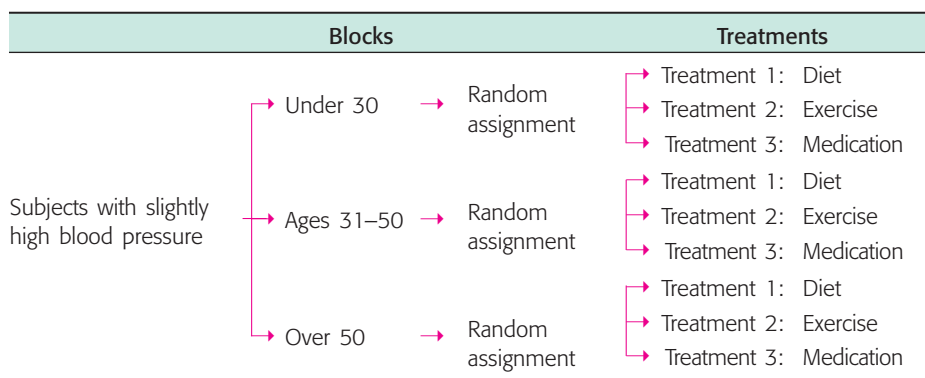 Blocks Treatments
Subjects with slightly
high blood pressure
Under 30
Random
assignment
Treatment 1: Diet
Treatment 2: Exercise
Treatment 3: Medication
Ages 31–50
Random
assignment
Treatment 1: Diet
Treatment 2: Exercise
Treatment 3: Medication
Over 50
Random
assignment
Treatment 1: Diet
Treatment 2: Exercise
Treatment 3: Medication